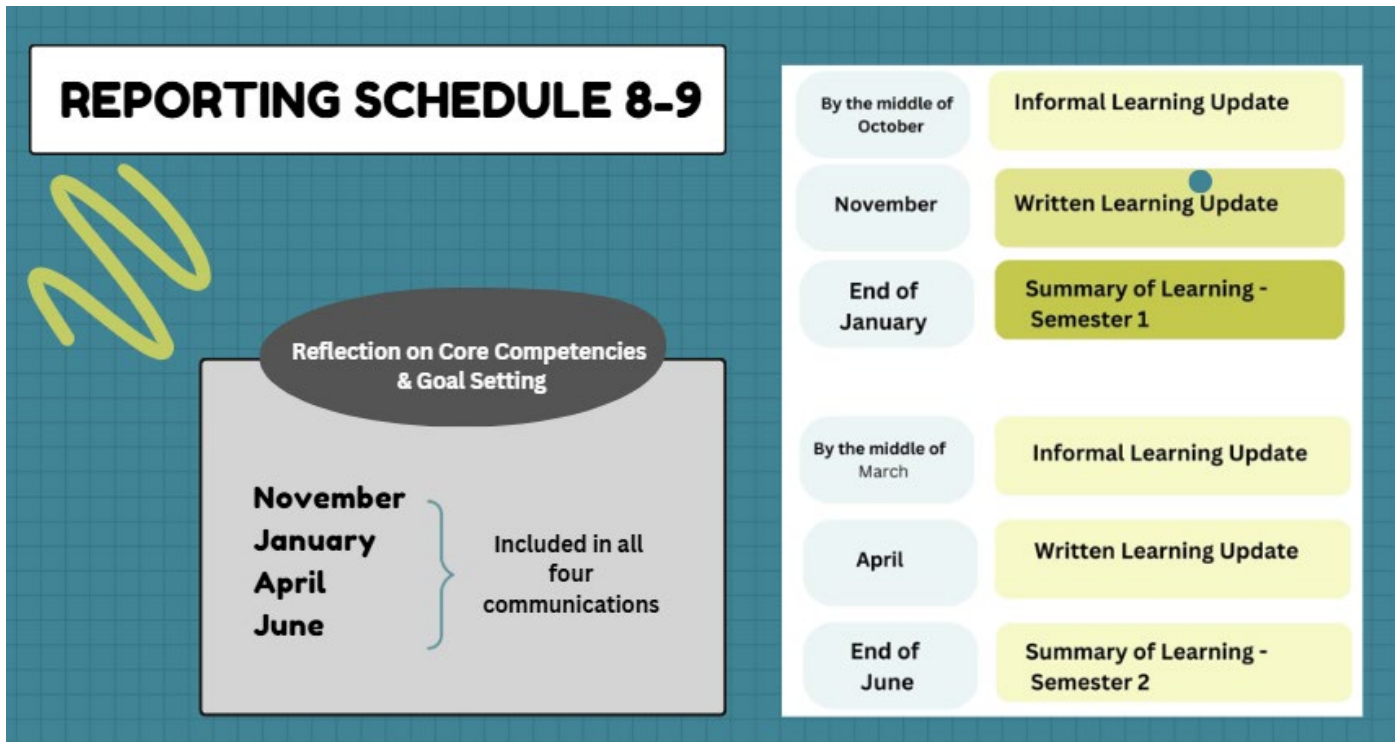 REPORTING SCHEDULE 8-9
Reflection on Core Competencies
& Goal Setting
November
January
April
June
Included in all
four
communications
By the middle of
October
Informal Learning Update
November
Written Learning Update
End of
January
Summary of Learning -
Semester 1
By the middle of
March
Informal Learning Update
April
Written Learning Update
End of
June
Summary of Learning -
Semester 2